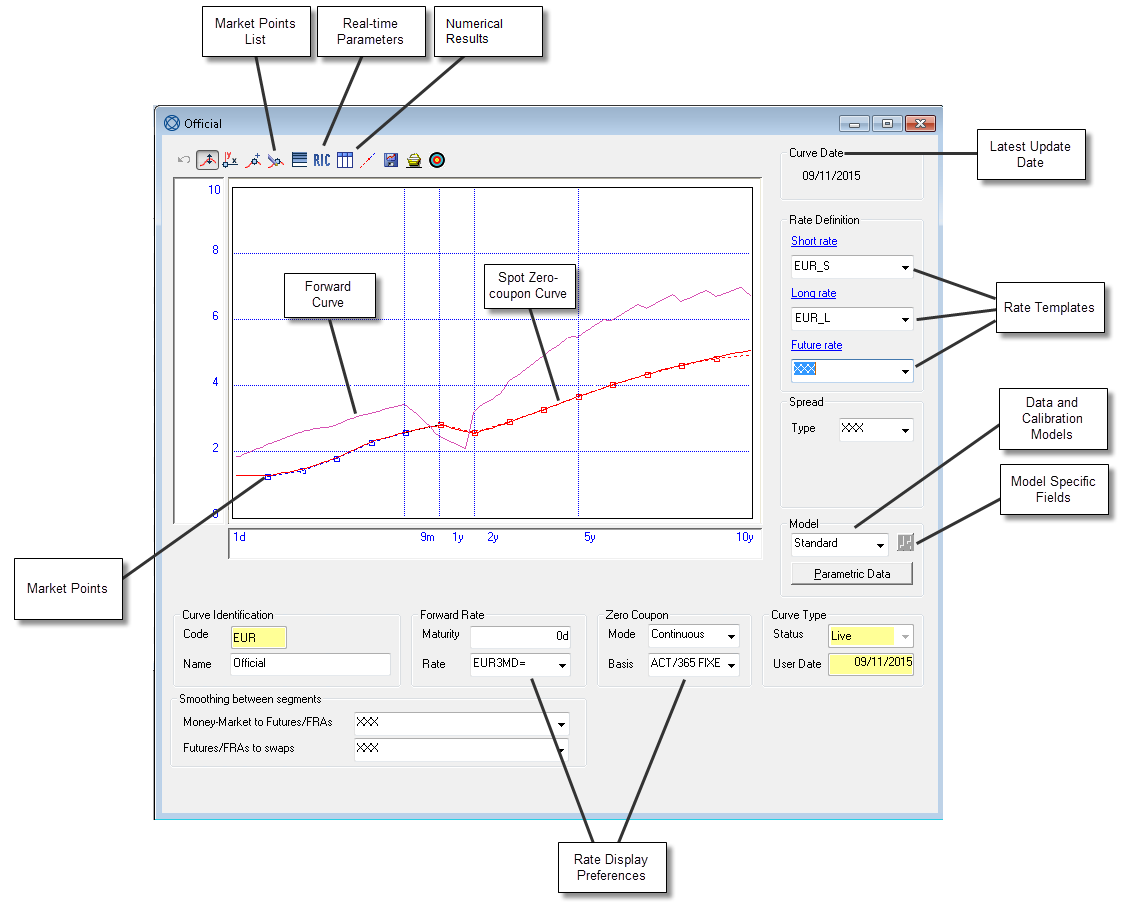 Market Points
List
Real-time
Parameters
Numerical
Results
Official
Latest Update
Date
RIC
Curve Date
09/11/2015
10
8
6
4
2
0
1d
9m
1y
2y
5y
10y
Forward
Curve
Spot Zero-
coupon Curve
Rate Definition
Short rate
EUR_S
Long rate
EUR_L
Future rate
XXX
Rate Templates
Spread
Type XXX
Data and
Calibration
Models
Model Specific
Fields
Model
Standard
Parametric Data
Market Points
Curve Identification
Code EUR
Name Official
Forward Rate
Maturity 0d
Rate EUR3MD=
Zero Coupon
Mode Continuous
Basis ACT/365 FIXE
Curve Type
Status Live
User Date 09/11/2015
Smoothing between segments
Money-Market to Futures/FRAs XXX
Futures/FRAs to swaps XXX
Rate Display
Preferences